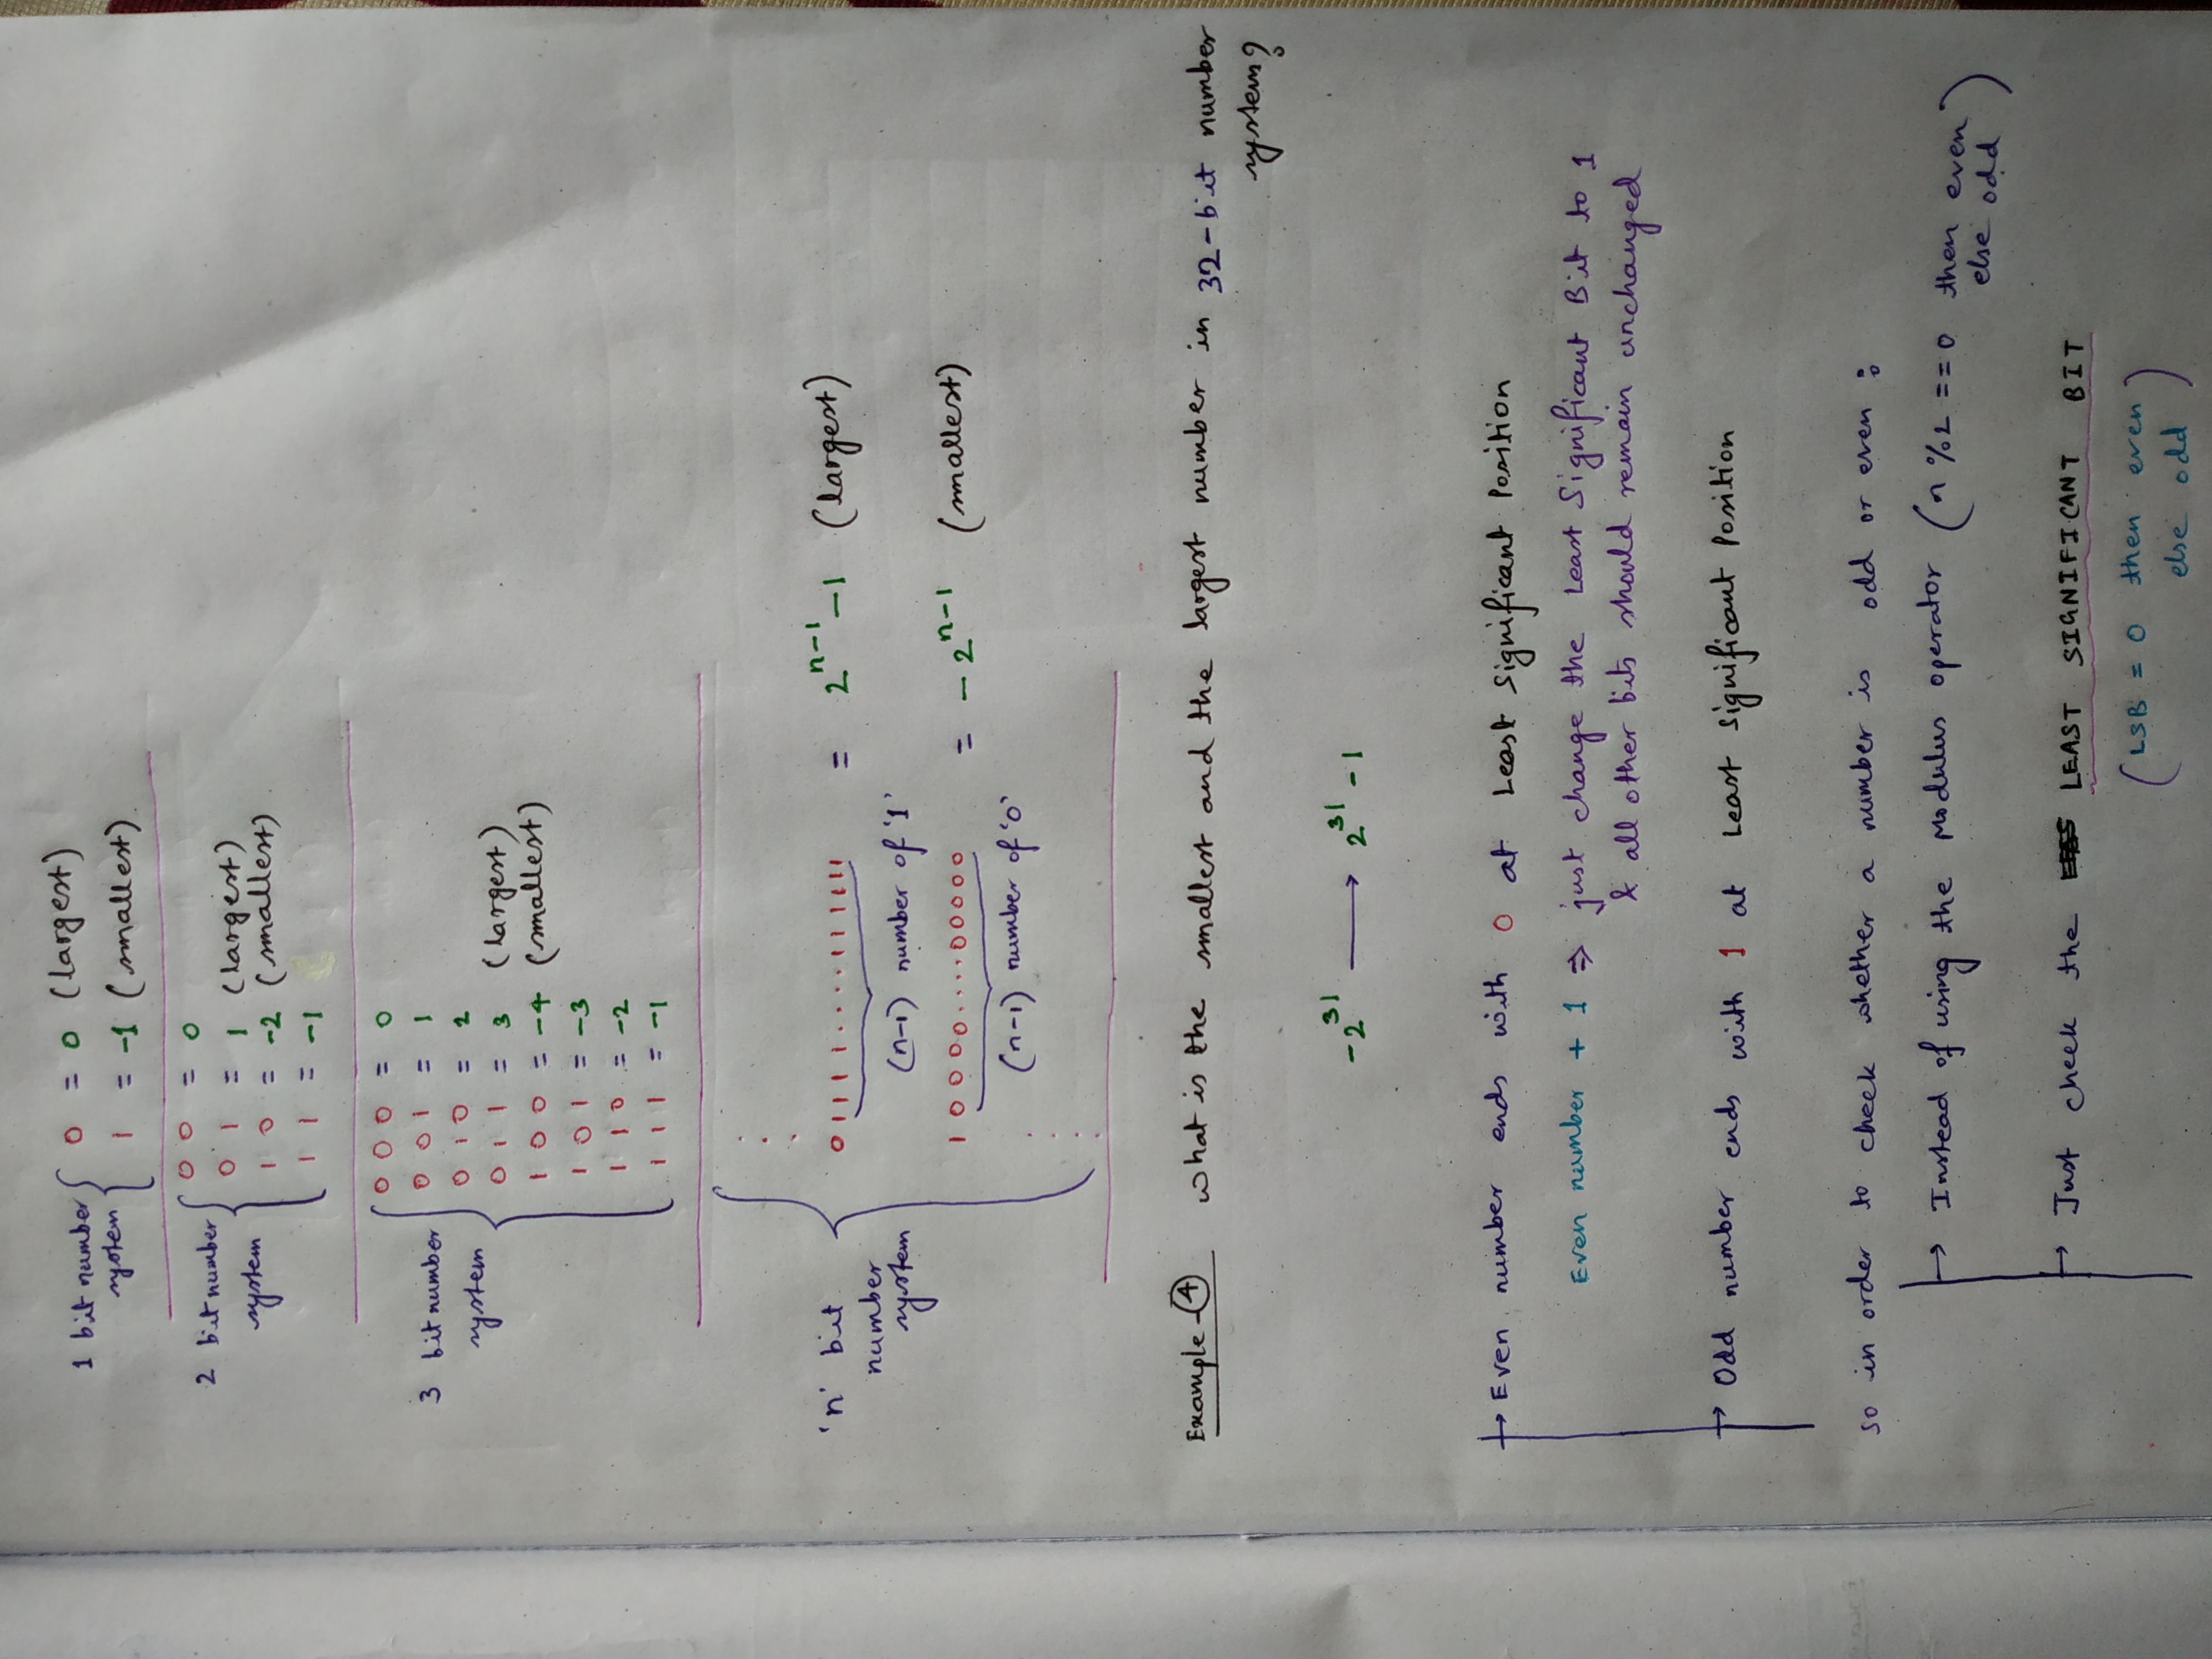 1 bit number system { 0 = 0 (largest)
1 = -1 (smallest)
2 bit number system { 0 0 = 0
0 1 = 1 (largest)
1 0 = -2 (smallest)
1 1 = -1
3 bit number system { 0 0 0 = 0
0 0 1 = 1
0 1 0 = 2
0 1 1 = 3 (largest)
1 0 0 = -4 (smallest)
1 0 1 = -3
1 1 0 = -2
1 1 1 = -1
'n' bit number system {
01111.....111111 = 2^(n-1) - 1 (largest)
(n-1) number of '1'
10000....00000 = -2^(n-1) (smallest)
(n-1) number of '0'
Example-④ What is the smallest and the largest number in 32-bit number
system?
-2^31 → 2^31 - 1
→ Even number ends with 0 at Least Significant Position
Even number + 1 ⇒ just change the Least Significant Bit to 1
& all other bits should remain unchanged
→ Odd number ends with 1 at Least Significant Position
so in order to check whether a number is odd or even :
→ Instead of using the Modulus operator (n % 2 == 0 then even
else odd)
→ Just check the LEAST SIGNIFICANT BIT
(LSB = 0 then even
else odd)